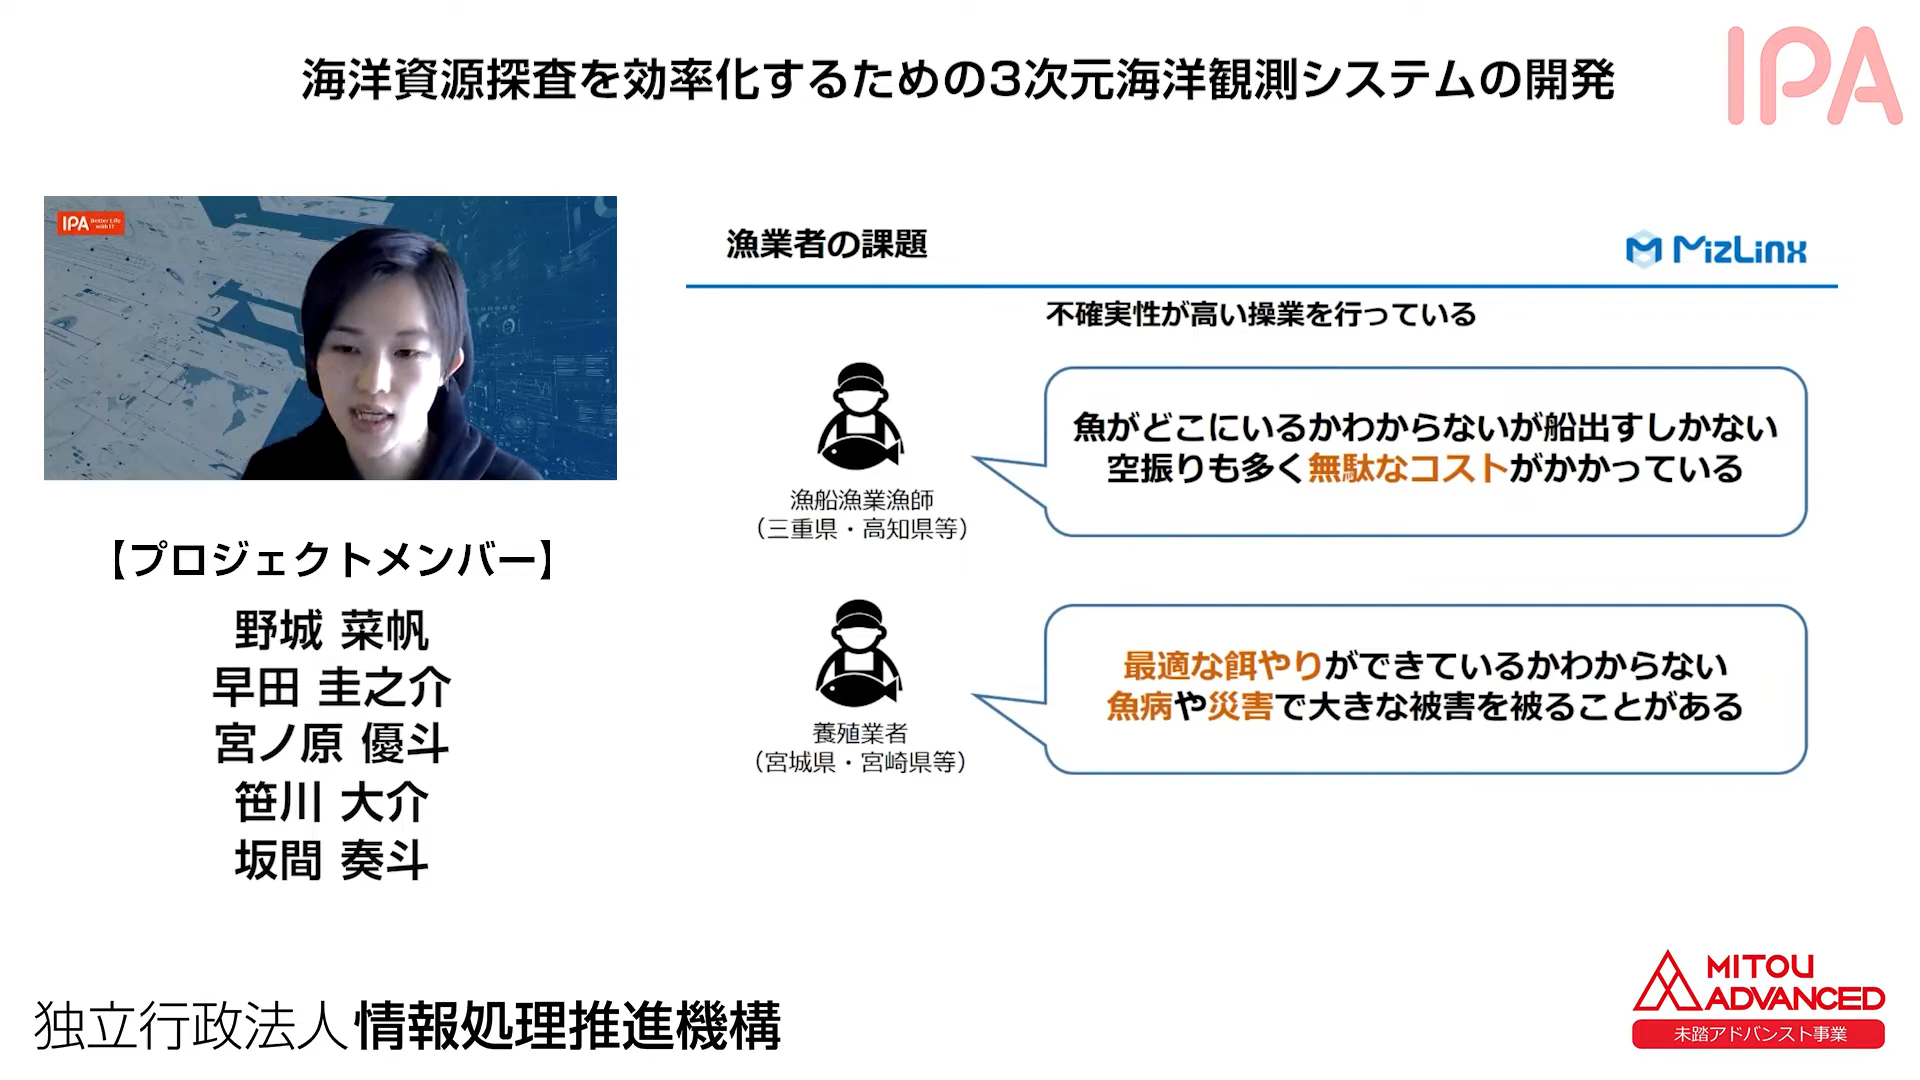 海洋資源探査を効率化するための3次元海洋観測システムの開発
IPA
IPA Better Life
with IT
【プロジェクトメンバー】
野城 菜帆
早田 圭之介
宮ノ原 優斗
笹川 大介
坂間 奏斗
漁業者の課題
MizLinx
不確実性が高い操業を行っている
漁船漁業漁師
（三重県・高知県等）
魚がどこにいるかわからないが船出すしかない
空振りも多く無駄なコストがかかっている
養殖業者
（宮城県・宮崎県等）
最適な餌やりができているかわからない
魚病や災害で大きな被害を被ることがある
独立行政法人情報処理推進機構
MITOU
ADVANCED
未踏アドバンスト事業